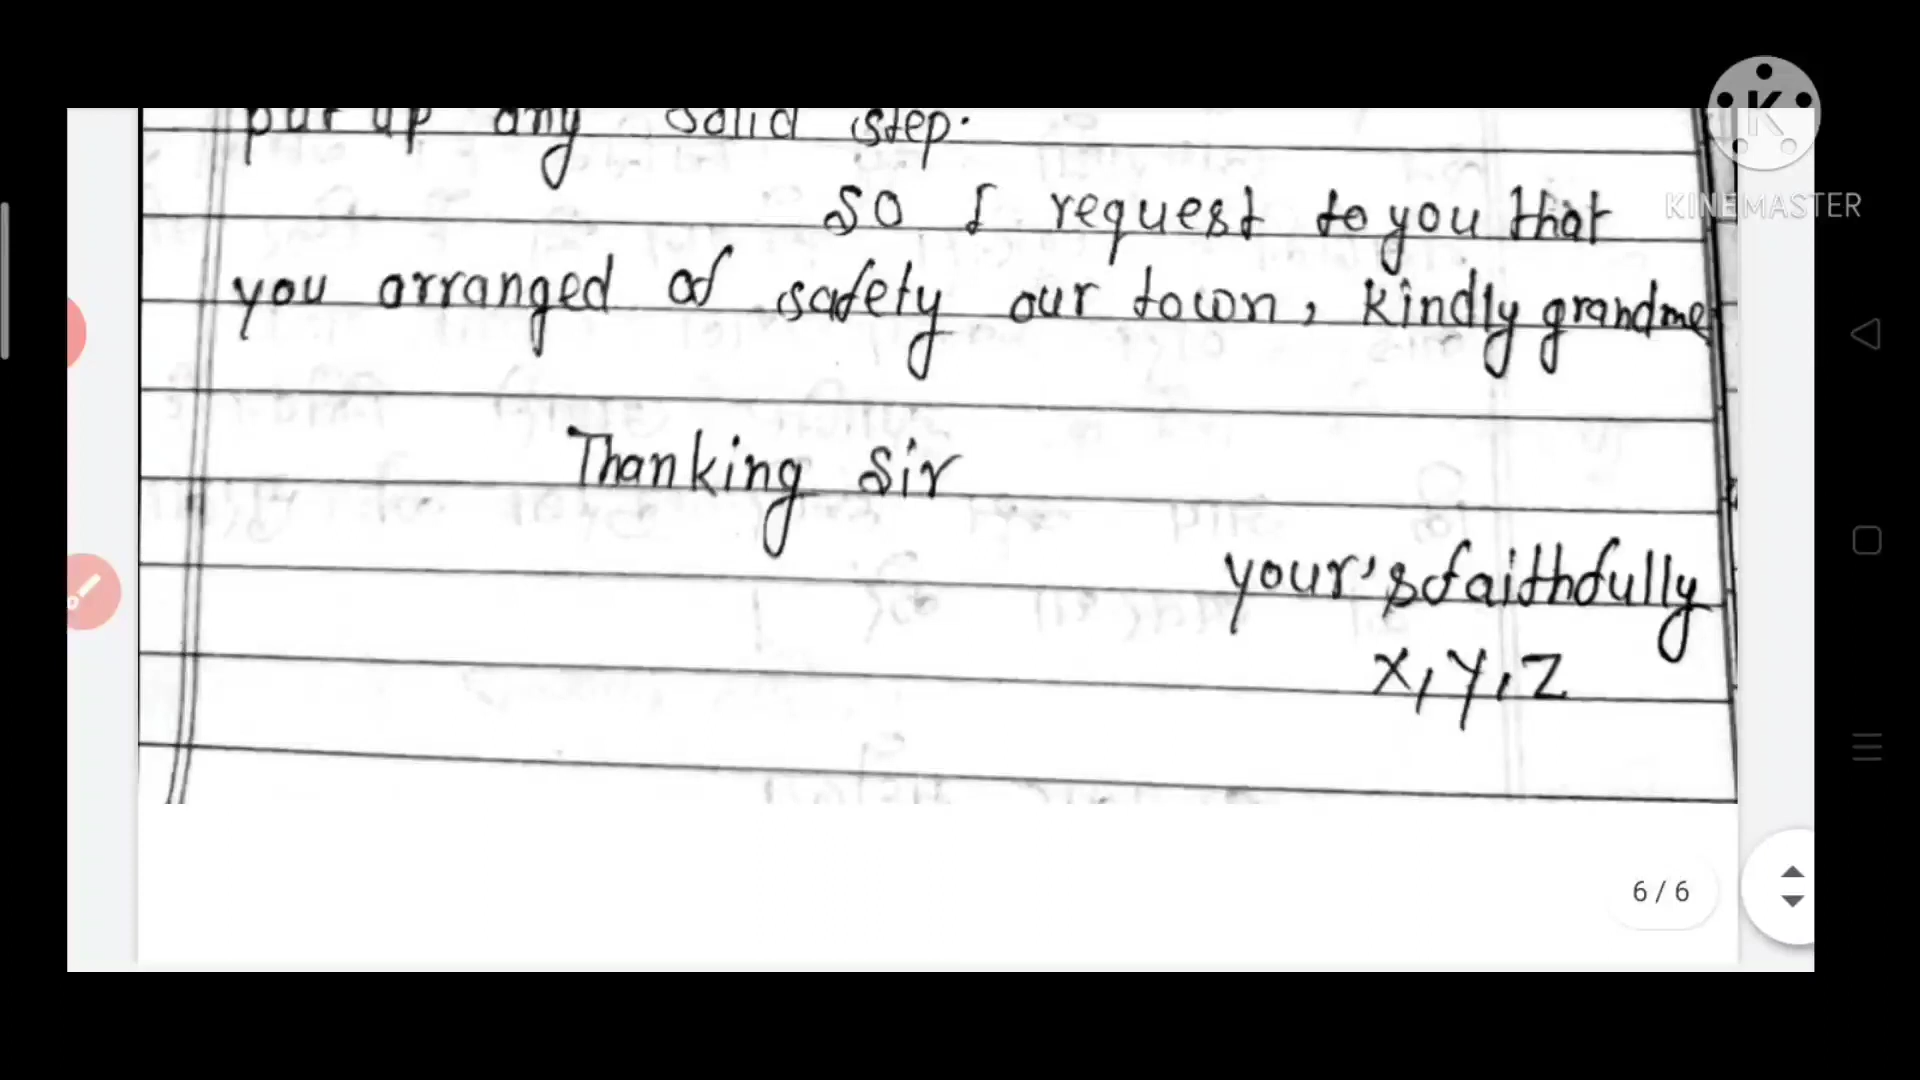 put up any solid step.
So I request to you that
you arranged of safety our town, kindly grandme
Thanking Sir
your's faithfully
X, Y, Z
KINEMASTER
6 / 6